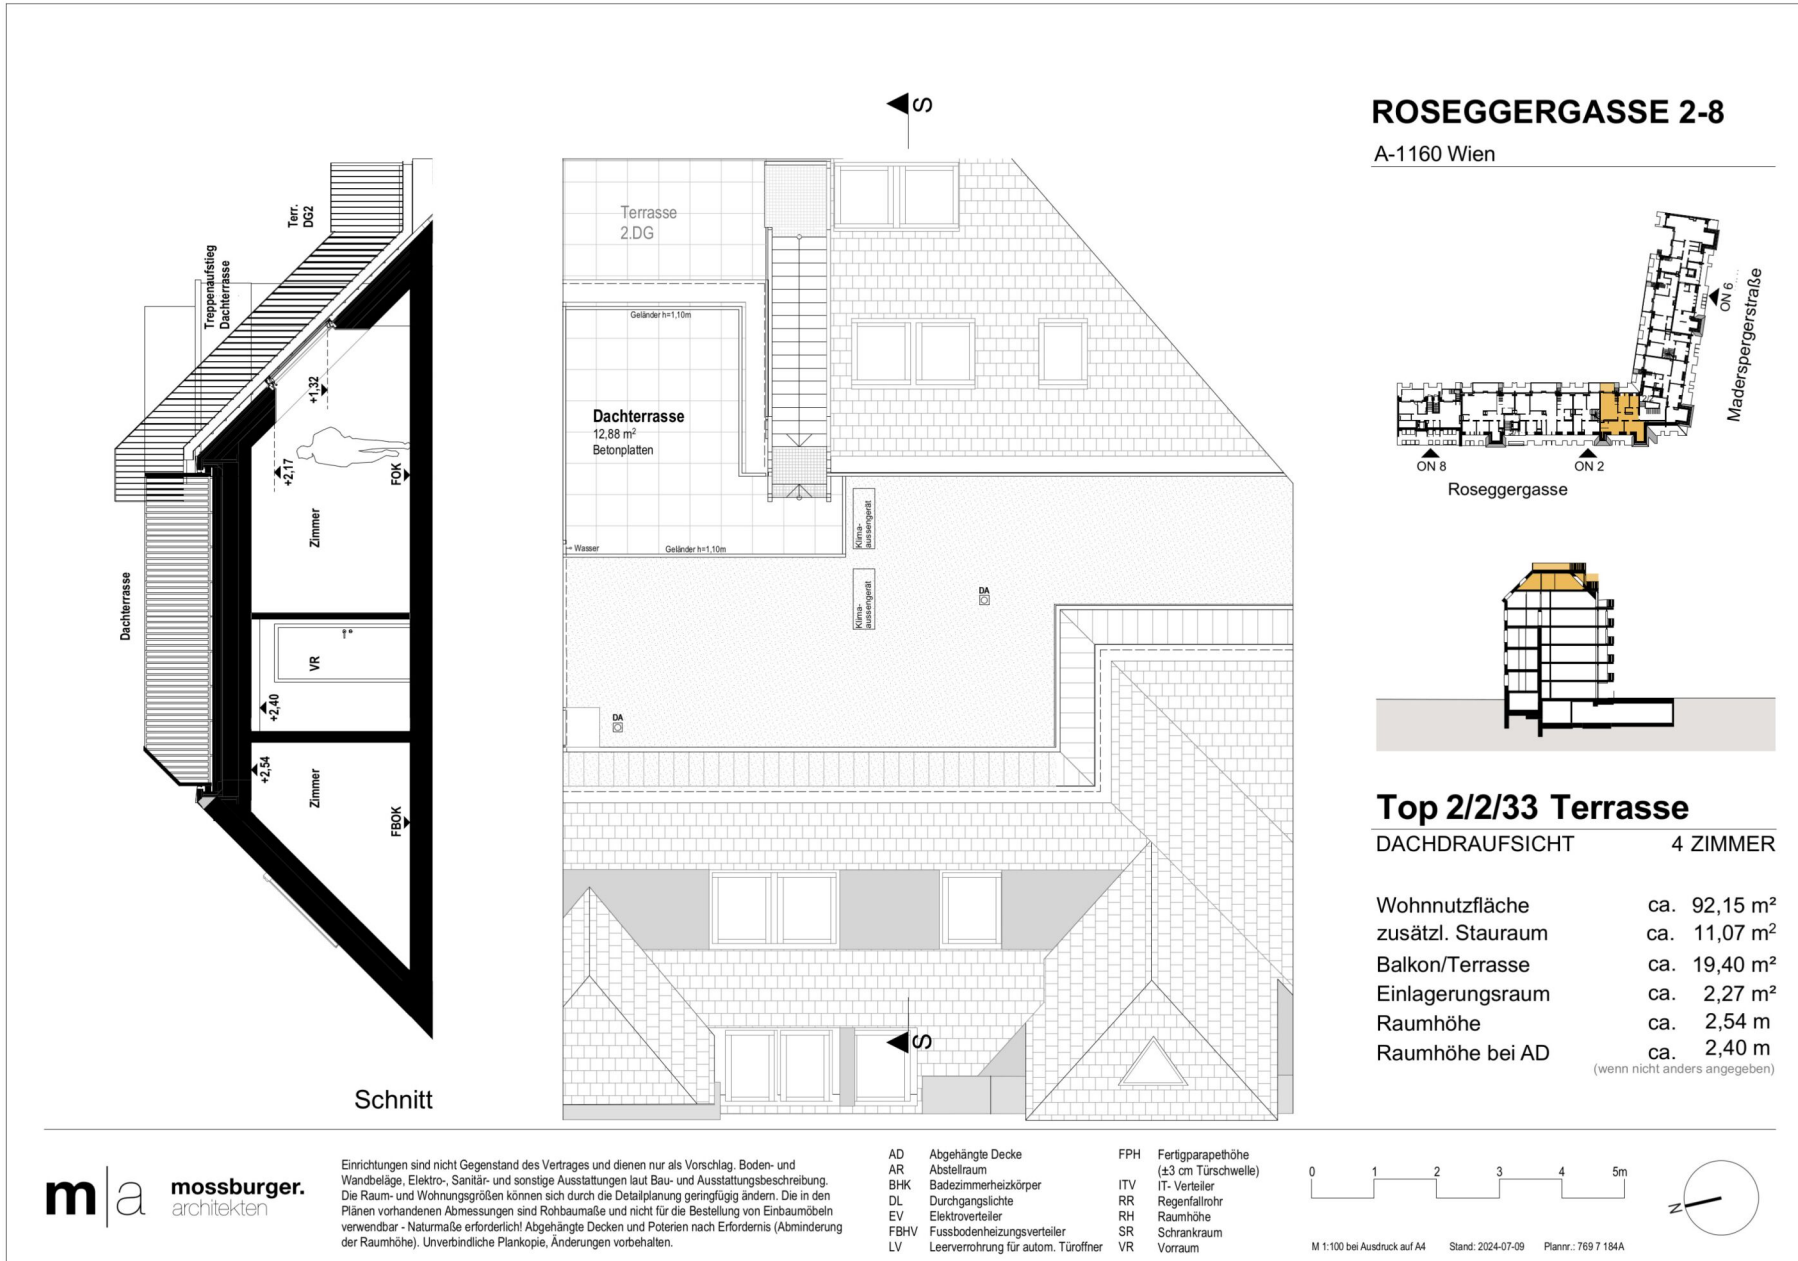 S
ROSEGGERGASSE 2-8
A-1160 Wien
Terr.
DG2
Treppenaufstieg
Dachterrasse
+1,32
+2,17
FOK
Zimmer
Dachterrasse
VR
+2,40
+2,54
Zimmer
FBOK
Schnitt
Terrasse
2.DG
Geländer h=1,10m
Dachterrasse
12,88 m²
Betonplatten
Wasser
Geländer h=1,10m
Klima-
aussengerät
Klima-
aussengerät
DA
DA
S
ON 6
Maderspergerstraße
ON 8
ON 2
Roseggergasse
Top 2/2/33 Terrasse
DACHDRAUFSICHT 4 ZIMMER
Wohnnutzfläche ca. 92,15 m²
zusätzl. Stauraum ca. 11,07 m²
Balkon/Terrasse ca. 19,40 m²
Einlagerungsraum ca. 2,27 m²
Raumhöhe ca. 2,54 m
Raumhöhe bei AD ca. 2,40 m
(wenn nicht anders angegeben)
m|a
mossburger.
architekten
Einrichtungen sind nicht Gegenstand des Vertrages und dienen nur als Vorschlag. Boden- und
Wandbeläge, Elektro-, Sanitär- und sonstige Ausstattungen laut Bau- und Ausstattungsbeschreibung.
Die Raum- und Wohnungsgrößen können sich durch die Detailplanung geringfügig ändern. Die in den
Plänen vorhandenen Abmessungen sind Rohbaumaße und nicht für die Bestellung von Einbaumöbeln
verwendbar - Naturmaße erforderlich! Abgehängte Decken und Poterien nach Erfordernis (Abminderung
der Raumhöhe). Unverbindliche Plankopie, Änderungen vorbehalten.
AD Abgehängte Decke
AR Abstellraum
BHK Badezimmerheizkörper
DL Durchgangslichte
EV Elektroverteiler
FBHV Fussbodenheizungsverteiler
LV Leerverrohrung für autom. Türöffner
FPH Fertigparapethöhe
(±3 cm Türschwelle)
ITV IT- Verteiler
RR Regenfallrohr
RH Raumhöhe
SR Schrankraum
VR Vorraum
0 1 2 3 4 5m
M 1:100 bei Ausdruck auf A4 Stand: 2024-07-09 Plannr.: 769 7 184A
N